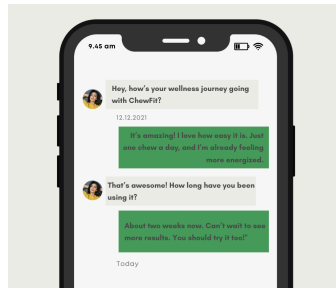 9.45 am
Hey, how's your wellness journey going
with ChewFit?
12.12.2021
It's amazing! I love how easy it is. Just
one chew a day, and I'm already feeling
more energized.
That's awesome! How long have you been
using it?
About two weeks now. Can't wait to see
more results. You should try it too!"
Today